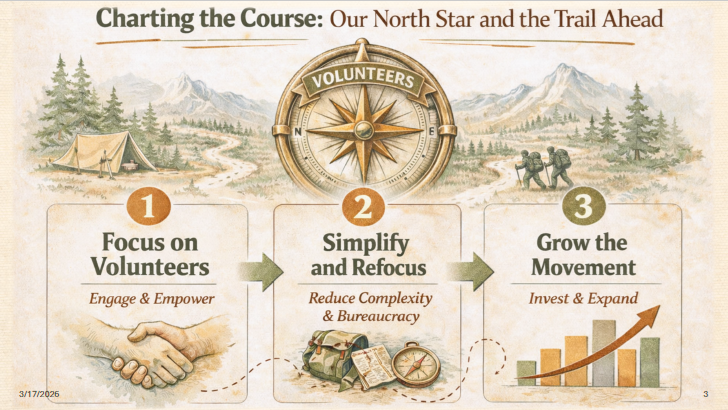 Charting the Course: Our North Star and the Trail Ahead
VOLUNTEERS
N
E
1
Focus on
Volunteers
Engage & Empower
2
Simplify
and Refocus
Reduce Complexity
& Bureaucracy
3
Grow the
Movement
Invest & Expand
3/17/2026
3